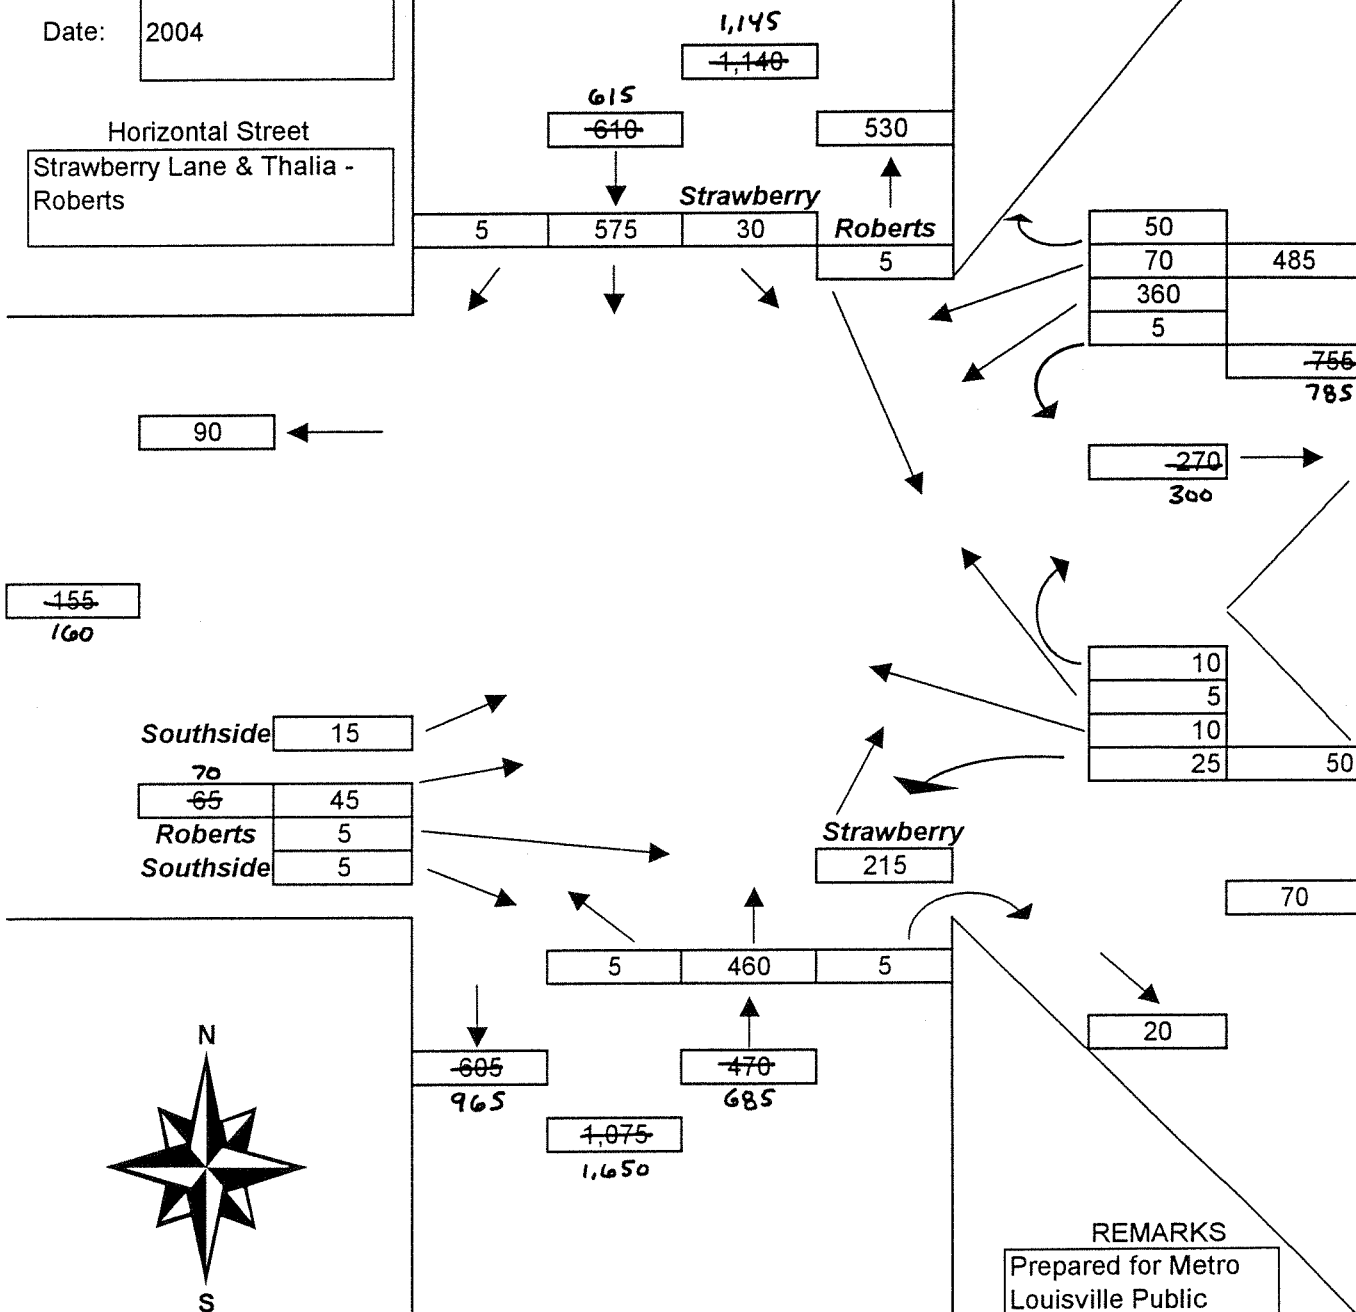 1,145
Date: 2004
1,140
615
610
530
Horizontal Street
Strawberry Lane & Thalia -
Roberts
Strawberry
5 575 30 Roberts
5
50
70 485
360
5
755
785
90
270
300
155
160
10
5
10
25 50
Southside 15
70
65 45
Roberts 5
Southside 5
Strawberry
215
70
5 460 5
20
N
605 470
965 685
1,075
1,650
S
REMARKS
Prepared for Metro
Louisville Public